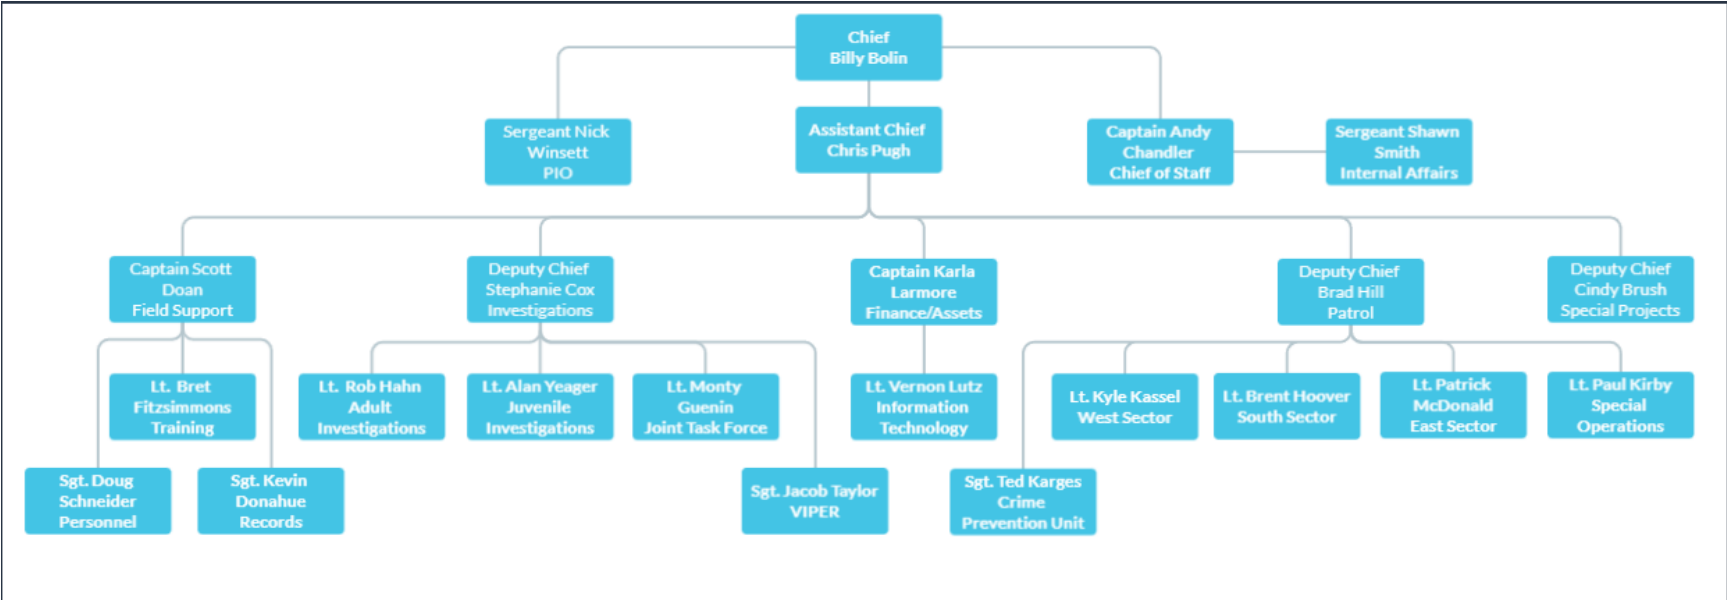 Chief
Billy Bolin
Sergeant Nick
Winsett
PIO
Assistant Chief
Chris Pugh
Captain Andy
Chandler
Chief of Staff
Sergeant Shawn
Smith
Internal Affairs
Captain Scott
Doan
Field Support
Deputy Chief
Stephanie Cox
Investigations
Captain Karla
Larmore
Finance/Assets
Deputy Chief
Brad Hill
Patrol
Deputy Chief
Cindy Brush
Special Projects
Lt. Bret
Fitzsimmons
Training
Lt. Rob Hahn
Adult
Investigations
Lt. Alan Yeager
Juvenile
Investigations
Lt. Monty
Guenin
Joint Task Force
Lt. Vernon Lutz
Information
Technology
Lt. Kyle Kassel
West Sector
Lt. Brent Hoover
South Sector
Lt. Patrick
McDonald
East Sector
Lt. Paul Kirby
Special
Operations
Sgt. Doug
Schneider
Personnel
Sgt. Kevin
Donahue
Records
Sgt. Jacob Taylor
VIPER
Sgt. Ted Karges
Crime
Prevention Unit